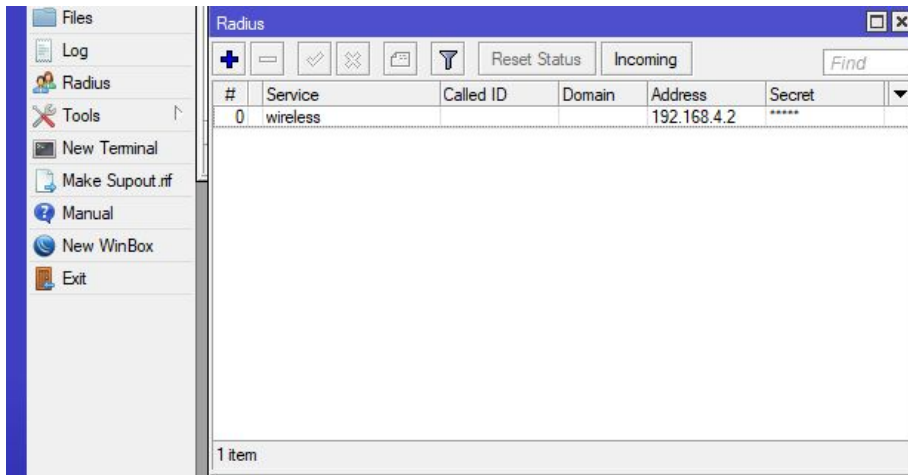 Files
Log
Radius
Tools
New Terminal
Make Supout.rif
Manual
New WinBox
Exit
Radius
Reset Status Incoming Find
# Service Called ID Domain Address Secret
0 wireless 192.168.4.2 *****
1 item